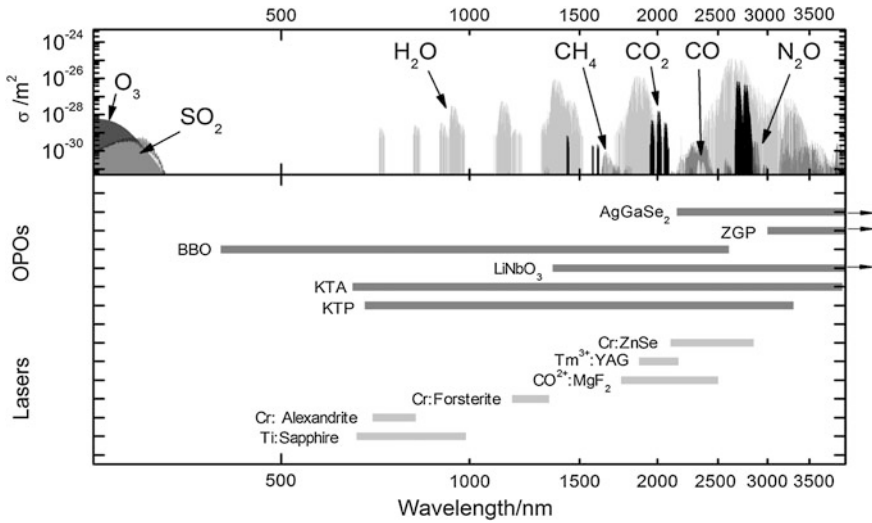 500 1000 1500 2000 2500 3000 3500
σ /m²
10⁻²⁴
10⁻²⁶
10⁻²⁸
10⁻³⁰
O₃
SO₂
H₂O
CH₄
CO₂
CO
N₂O
OPOs
AgGaSe₂
ZGP
BBO
LiNbO₃
KTA
KTP
Lasers
Cr:ZnSe
Tm³⁺:YAG
CO²⁺:MgF₂
Cr:Forsterite
Cr: Alexandrite
Ti:Sapphire
500 1000 1500 2000 2500 3000 3500
Wavelength/nm